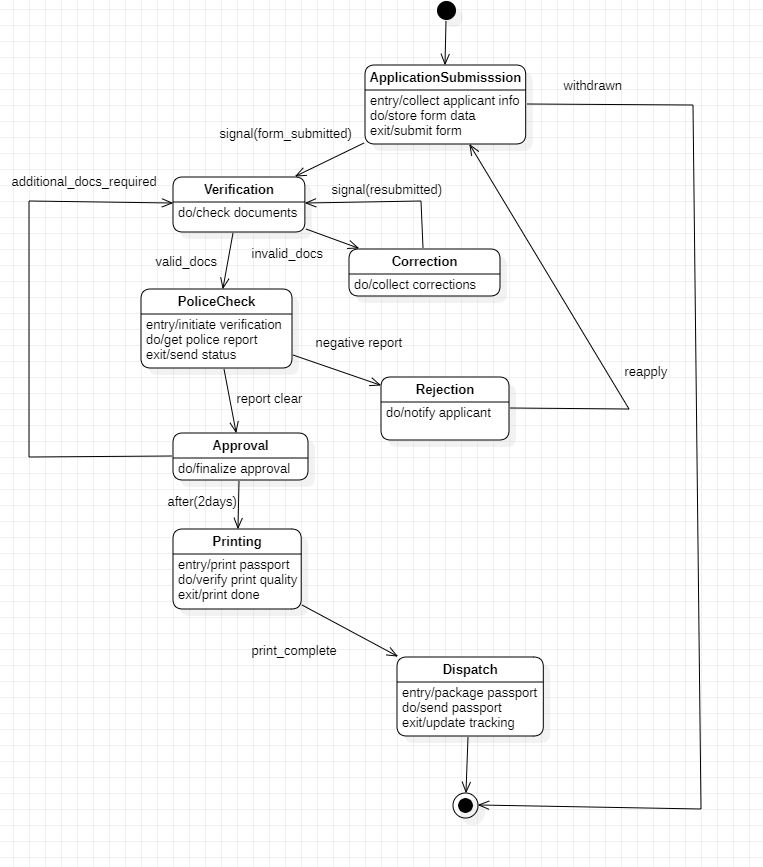 ApplicationSubmisssion
entry/collect applicant info
do/store form data
exit/submit form
withdrawn
signal(form_submitted)
additional_docs_required
Verification
do/check documents
signal(resubmitted)
valid_docs
invalid_docs
Correction
do/collect corrections
PoliceCheck
entry/initiate verification
do/get police report
exit/send status
negative report
reapply
report clear
Rejection
do/notify applicant
Approval
do/finalize approval
after(2days)
Printing
entry/print passport
do/verify print quality
exit/print done
print_complete
Dispatch
entry/package passport
do/send passport
exit/update tracking